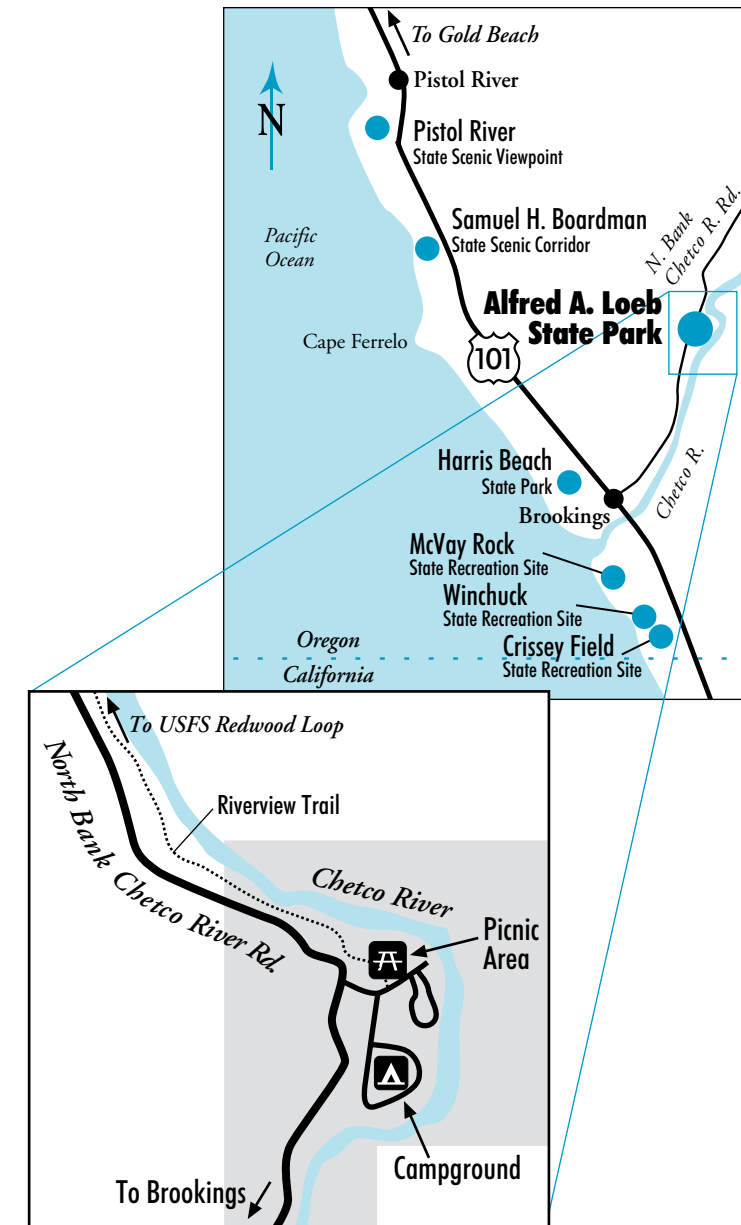 To Gold Beach
Pistol River
N
Pistol River
State Scenic Viewpoint
Samuel H. Boardman
State Scenic Corridor
Pacific
Ocean
N. Bank
Chetco R. Rd.
Alfred A. Loeb
State Park
Cape Ferrelo
101
Harris Beach
State Park
Chetco R.
Brookings
McVay Rock
State Recreation Site
Winchuck
State Recreation Site
Crissey Field
State Recreation Site
Oregon
California
To USFS Redwood Loop
North Bank Chetco River Rd.
Riverview Trail
Chetco River
Picnic
Area
Campground
To Brookings